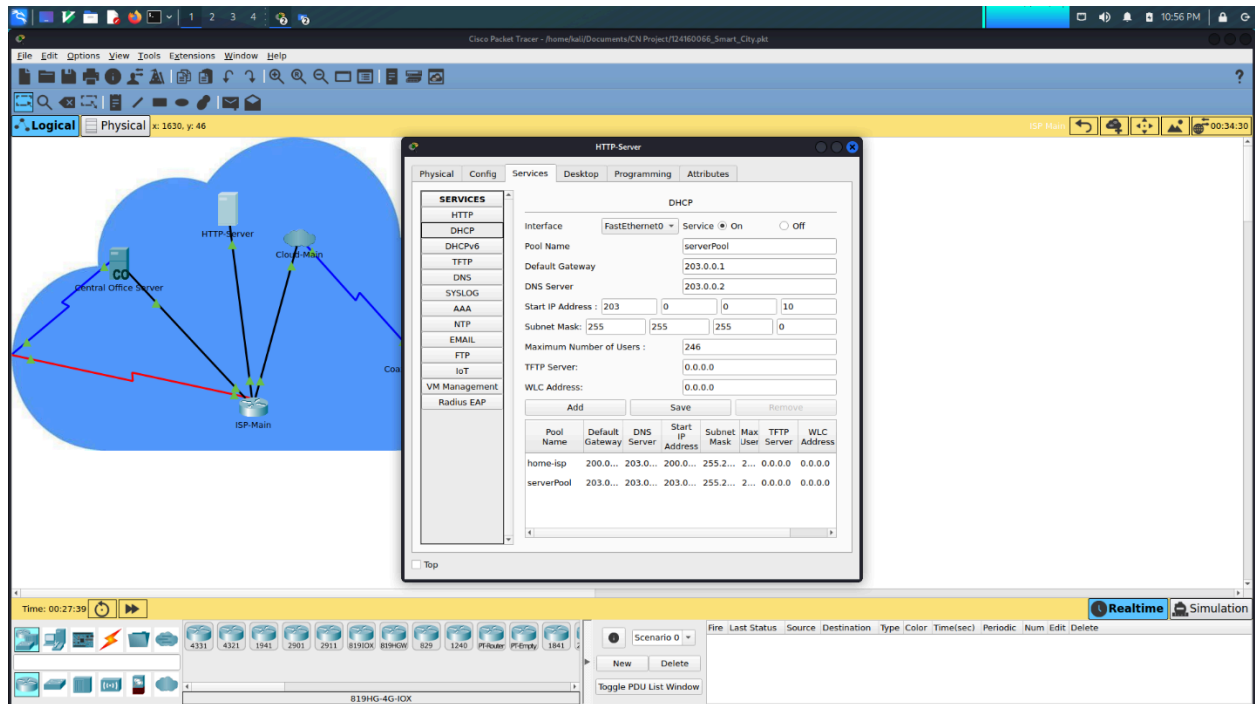 1 2 3 4
10:56 PM
Cisco Packet Tracer - /home/kali/Documents/CN Project/124160066_Smart_City.pkt
File Edit Options View Tools Extensions Window Help
?
Logical Physical x: 1630, y: 46
ISP-Main
00:34:30
HTTP-Server
Cloud-Main
CO
Central Office Server
Coa
ISP-Main
HTTP-Server
Physical Config Services Desktop Programming Attributes
SERVICES
HTTP
DHCP
DHCPv6
TFTP
DNS
SYSLOG
AAA
NTP
EMAIL
FTP
IoT
VM Management
Radius EAP
DHCP
Interface FastEthernet0 Service On Off
Pool Name serverPool
Default Gateway 203.0.0.1
DNS Server 203.0.0.2
Start IP Address : 203 0 0 10
Subnet Mask: 255 255 255 0
Maximum Number of Users : 246
TFTP Server: 0.0.0.0
WLC Address: 0.0.0.0
Add Save Remove
Pool Name Default Gateway DNS Server Start IP Address Subnet Mask Max User TFTP Server WLC Address
home-isp 200.0... 203.0... 200.0... 255.2... 2... 0.0.0.0 0.0.0.0
serverPool 203.0... 203.0... 203.0... 255.2... 2... 0.0.0.0 0.0.0.0
Top
Time: 00:27:39
Realtime Simulation
4331 4321 1941 2901 2911 819IOX 819HGW 829 1240 PT-Router PT-Empty 1841 2
819HG-4G-IOX
Scenario 0
New Delete
Toggle PDU List Window
Fire Last Status Source Destination Type Color Time(sec) Periodic Num Edit Delete